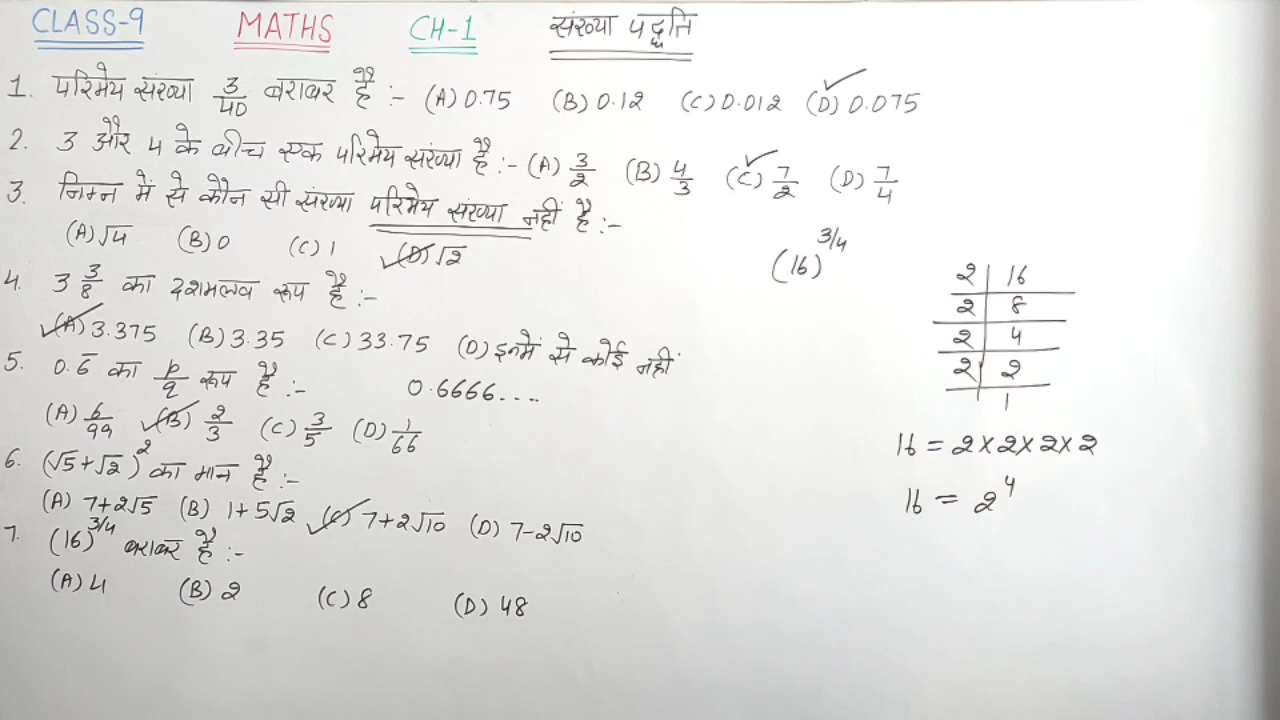 CLASS-9 MATHS CH-1 संख्या पद्धति
1. परिमेय संख्या 3/40 बराबर है :- (A) 0.75 (B) 0.12 (C) 0.012 (D) 0.075
2. 3 और 4 के बीच एक परिमेय संख्या है :- (A) 3/2 (B) 4/3 (C) 7/2 (D) 7/4
3. निम्न में से कौन सी संख्या परिमेय संख्या नहीं है :-
(A) √4 (B) 0 (C) 1 (D) √2
4. 3 3/8 का दशमलव रूप है :-
(A) 3.375 (B) 3.35 (C) 33.75 (D) इनमें से कोई नहीं
5. 0.6̅ का p/q रूप है :- 0.6666....
(A) 6/99 (B) 2/3 (C) 3/5 (D) 1/66
6. (√5+√2)² का मान है :-
(A) 7+2√5 (B) 1+5√2 (C) 7+2√10 (D) 7-2√10
7. (16)^3/4 बराबर है :-
(A) 4 (B) 2 (C) 8 (D) 48
(16)^3/4
2 | 16
2 | 8
2 | 4
2 | 2
1
16 = 2×2×2×2
16 = 2⁴